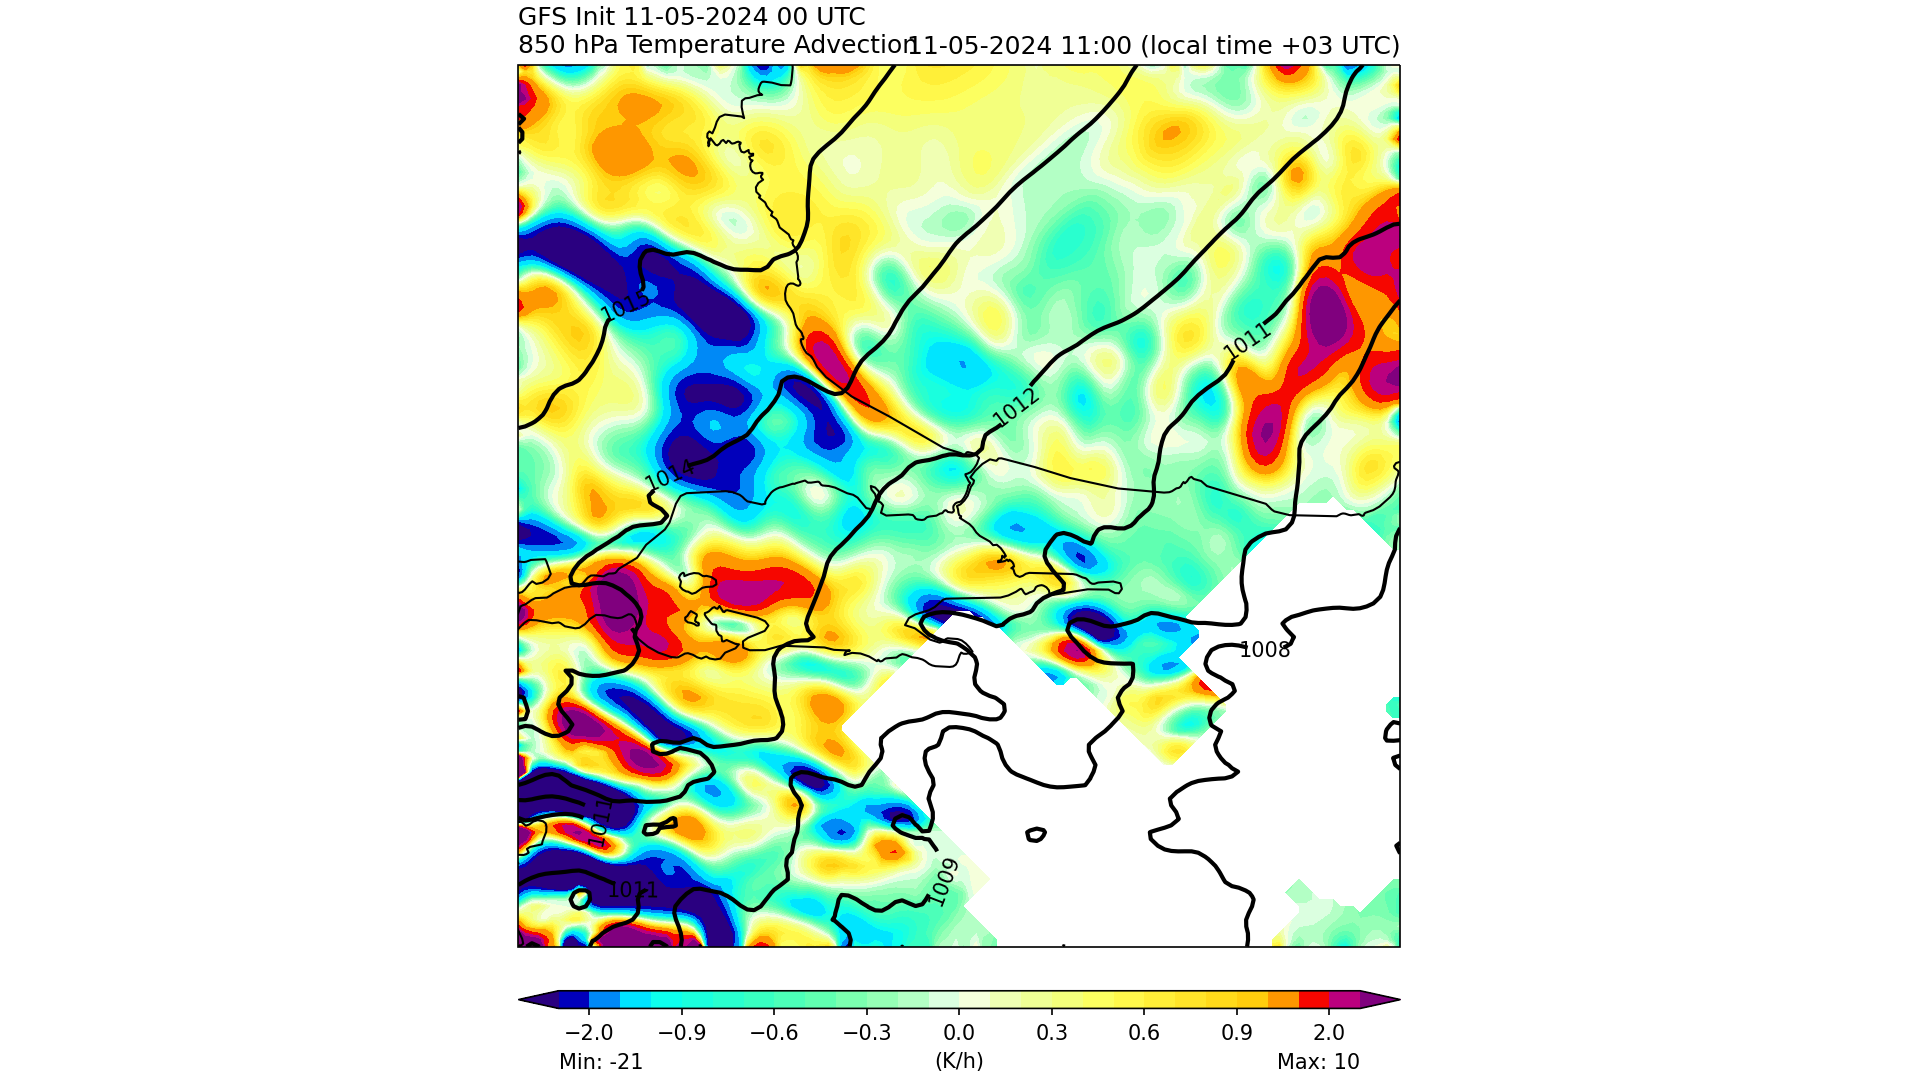 GFS Init 11-05-2024 00 UTC
850 hPa Temperature Advection
11-05-2024 11:00 (local time +03 UTC)
1015
1011
1012
1014
1008
1011
1011
1009
−2.0 −0.9 −0.6 −0.3 0.0 0.3 0.6 0.9 2.0
Min: -21 (K/h) Max: 10